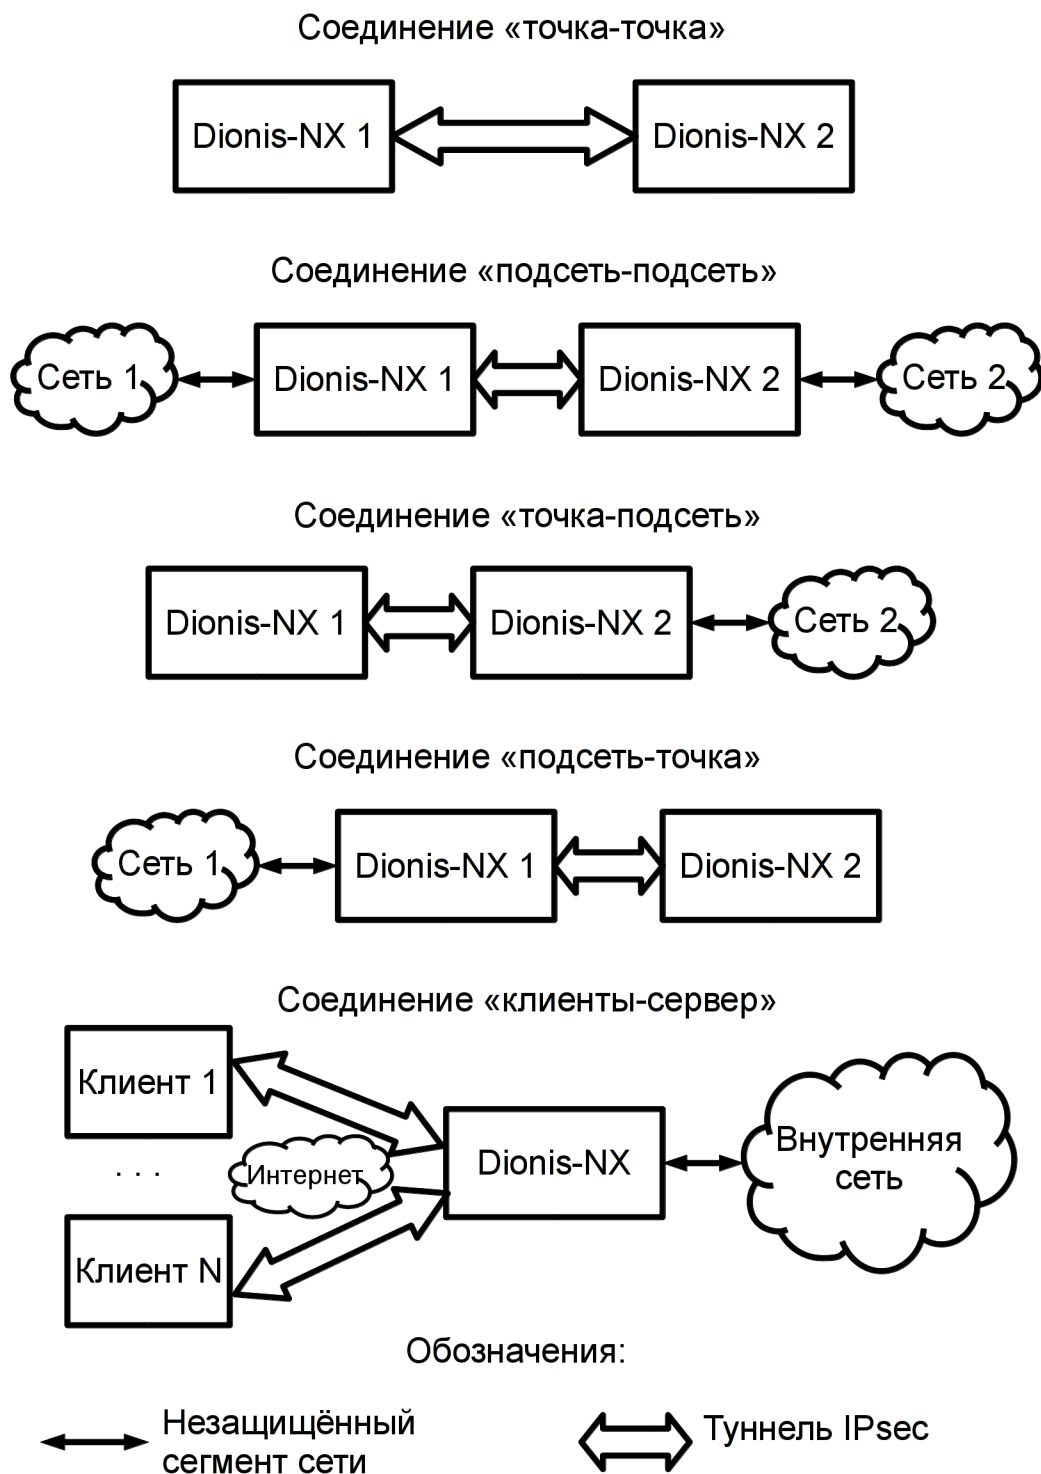 Соединение «точка-точка»
Dionis-NX 1
Dionis-NX 2
Соединение «подсеть-подсеть»
Сеть 1
Dionis-NX 1
Dionis-NX 2
Сеть 2
Соединение «точка-подсеть»
Dionis-NX 1
Dionis-NX 2
Сеть 2
Соединение «подсеть-точка»
Сеть 1
Dionis-NX 1
Dionis-NX 2
Соединение «клиенты-сервер»
Клиент 1
. . .
Интернет
Клиент N
Dionis-NX
Внутренняя
сеть
Обозначения:
Незащищённый
сегмент сети
Туннель IPsec